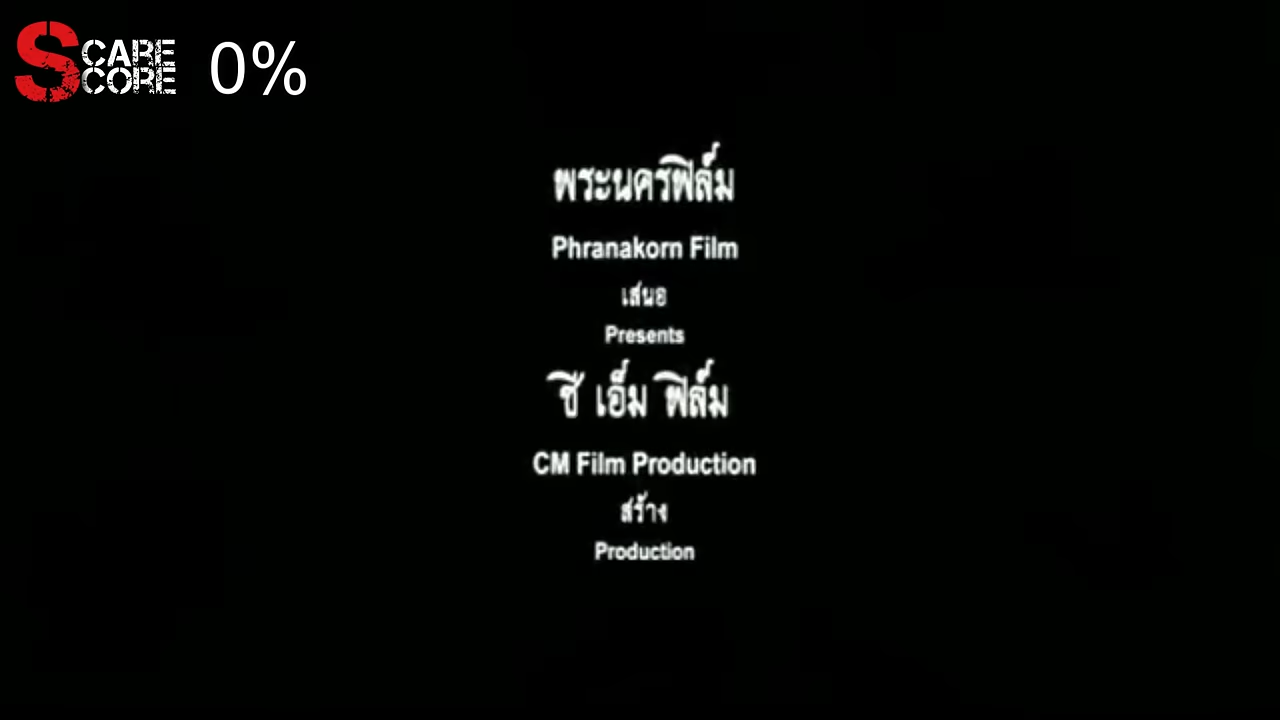 SCARE SCORE 0%
พระนครฟิล์ม
Phranakorn Film
เสนอ
Presents
ซี เอ็ม ฟิล์ม
CM Film Production
สร้าง
Production